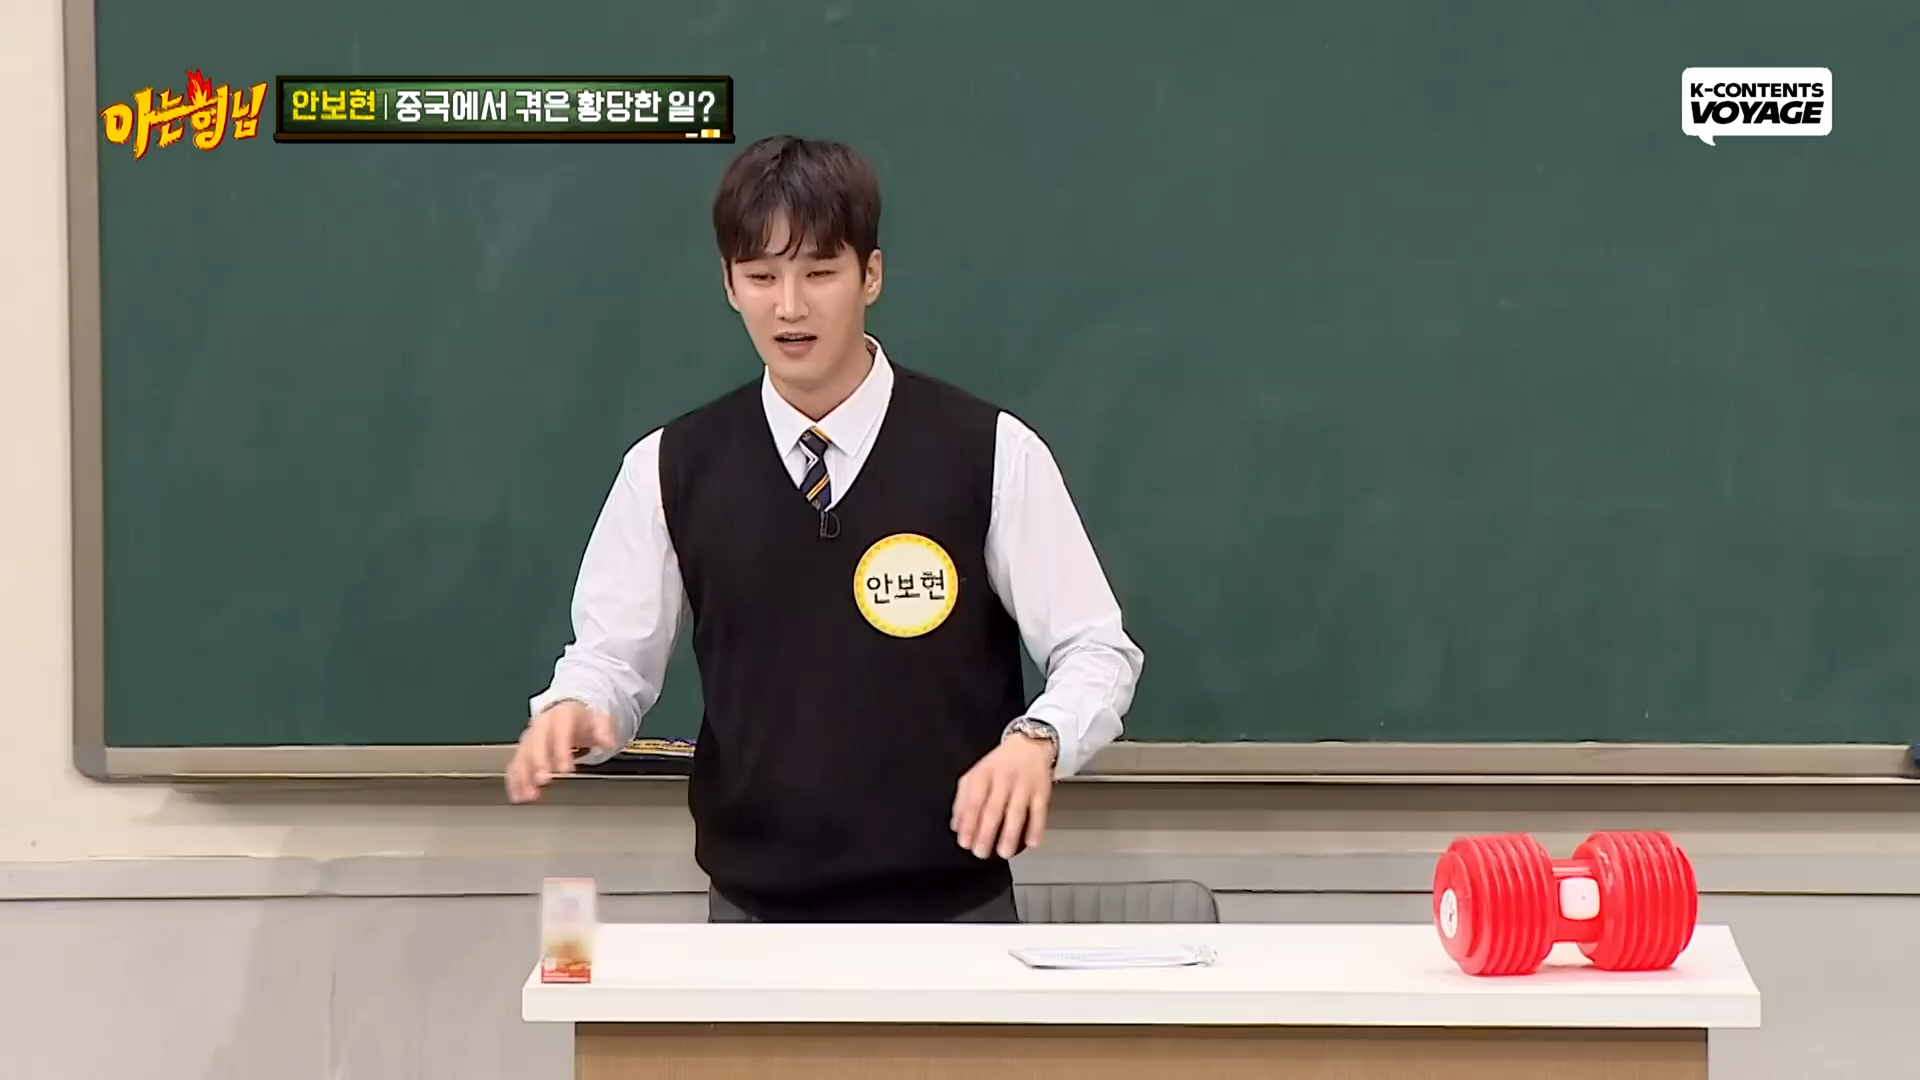 아는형님
안보현 | 중국에서 겪은 황당한 일?
K-CONTENTS
VOYAGE
안보현